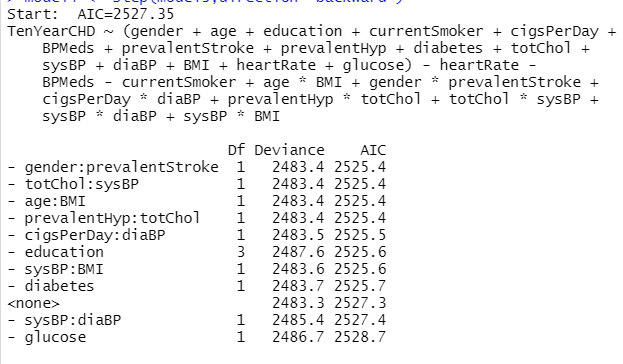 > model4 <- step(model3,direction="backward")
Start:  AIC=2527.35
TenYearCHD ~ (gender + age + education + currentSmoker + cigsPerDay +
    BPMeds + prevalentStroke + prevalentHyp + diabetes + totChol +
    sysBP + diaBP + BMI + heartRate + glucose) - heartRate -
    BPMeds - currentSmoker + age * BMI + gender * prevalentStroke +
    cigsPerDay * diaBP + prevalentHyp * totChol + totChol * sysBP +
    sysBP * diaBP + sysBP * BMI
                         Df Deviance    AIC
- gender:prevalentStroke  1   2483.4 2525.4
- totChol:sysBP           1   2483.4 2525.4
- age:BMI                 1   2483.4 2525.4
- prevalentHyp:totChol    1   2483.4 2525.4
- cigsPerDay:diaBP        1   2483.5 2525.5
- education               3   2487.6 2525.6
- sysBP:BMI               1   2483.6 2525.6
- diabetes                1   2483.7 2525.7
<none>                        2483.3 2527.3
- sysBP:diaBP             1   2485.4 2527.4
- glucose                 1   2486.7 2528.7